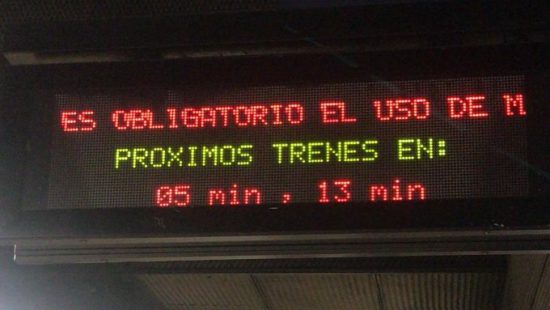 ES OBLIGATORIO EL USO DE M
PROXIMOS TRENES EN:
05 min , 13 min